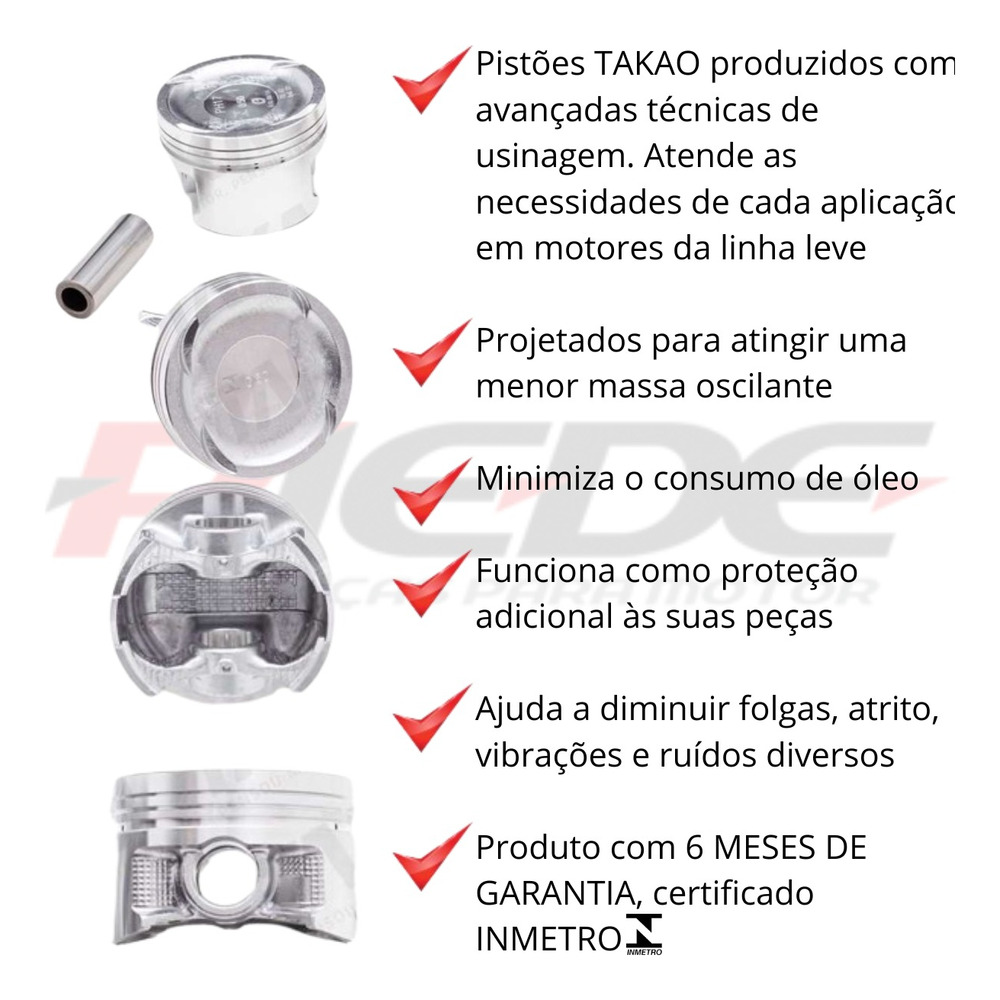 Pistões TAKAO produzidos com
avançadas técnicas de
usinagem. Atende as
necessidades de cada aplicação
em motores da linha leve
Projetados para atingir uma
menor massa oscilante
Minimiza o consumo de óleo
Funciona como proteção
adicional às suas peças
Ajuda a diminuir folgas, atrito,
vibrações e ruídos diversos
Produto com 6 MESES DE
GARANTIA, certificado
INMETRO
INMETRO
PH17